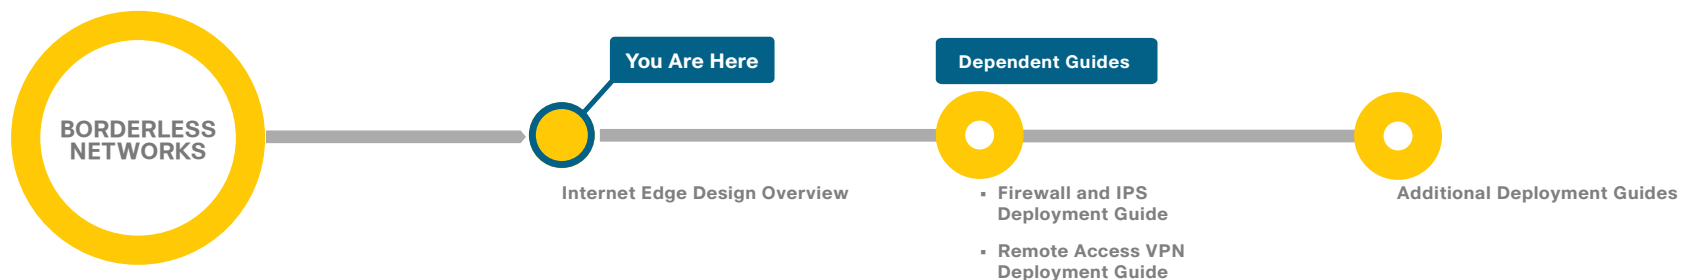 You Are Here
Dependent Guides
BORDERLESS
NETWORKS
Internet Edge Design Overview
▪ Firewall and IPS
Deployment Guide
▪ Remote Access VPN
Deployment Guide
Additional Deployment Guides